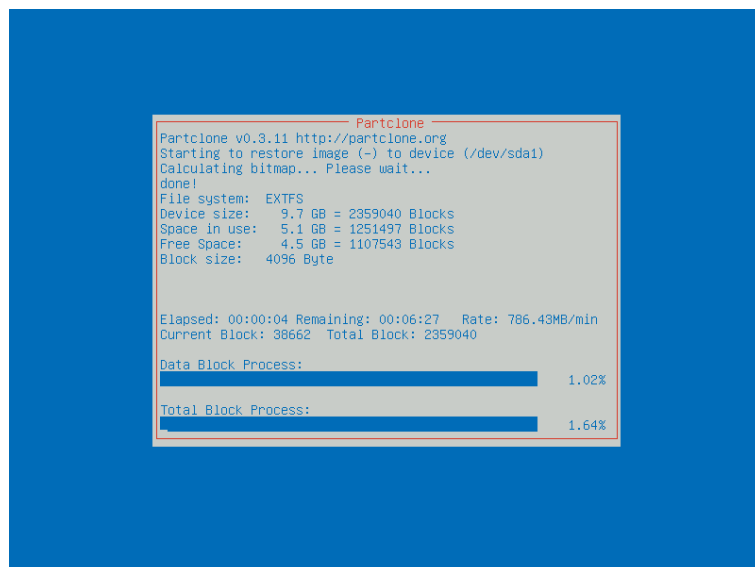 Partclone
Partclone v0.3.11 http://partclone.org
Starting to restore image (-) to device (/dev/sda1)
Calculating bitmap... Please wait...
done!
File system:  EXTFS
Device size:    9.7 GB = 2359040 Blocks
Space in use:   5.1 GB = 1251497 Blocks
Free Space:     4.5 GB = 1107543 Blocks
Block size:   4096 Byte
Elapsed: 00:00:04 Remaining: 00:06:27   Rate: 786.43MB/min
Current Block: 38662  Total Block: 2359040
Data Block Process:
1.02%
Total Block Process:
1.64%